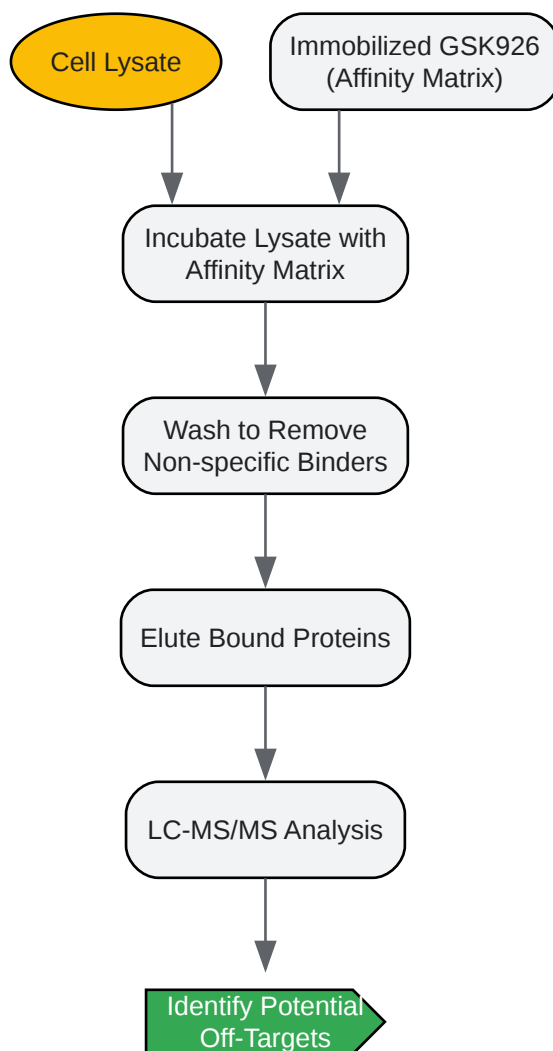 Cell Lysate
Immobilized GSK926
(Affinity Matrix)
Incubate Lysate with
Affinity Matrix
Wash to Remove
Non-specific Binders
Elute Bound Proteins
LC-MS/MS Analysis
Identify Potential
Off-Targets